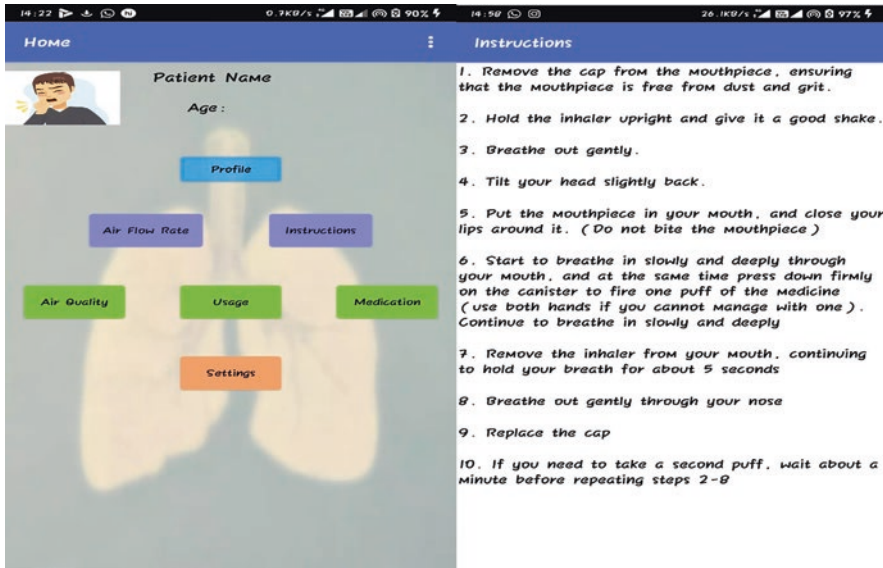 14:22
0.7KB/s
90%
Home
Patient Name
Age :
Profile
Air Flow Rate
Instructions
Air Quality
Usage
Medication
Settings
14:58
26.1KB/s
97%
Instructions
1. Remove the cap from the mouthpiece, ensuring
that the mouthpiece is free from dust and grit.
2. Hold the inhaler upright and give it a good shake.
3. Breathe out gently.
4. Tilt your head slightly back.
5. Put the mouthpiece in your mouth, and close your
lips around it. ( Do not bite the mouthpiece )
6. Start to breathe in slowly and deeply through
your mouth, and at the same time press down firmly
on the canister to fire one puff of the medicine
( use both hands if you cannot manage with one ).
Continue to breathe in slowly and deeply
7. Remove the inhaler from your mouth, continuing
to hold your breath for about 5 seconds
8. Breathe out gently through your nose
9. Replace the cap
10. If you need to take a second puff, wait about a
minute before repeating steps 2-8